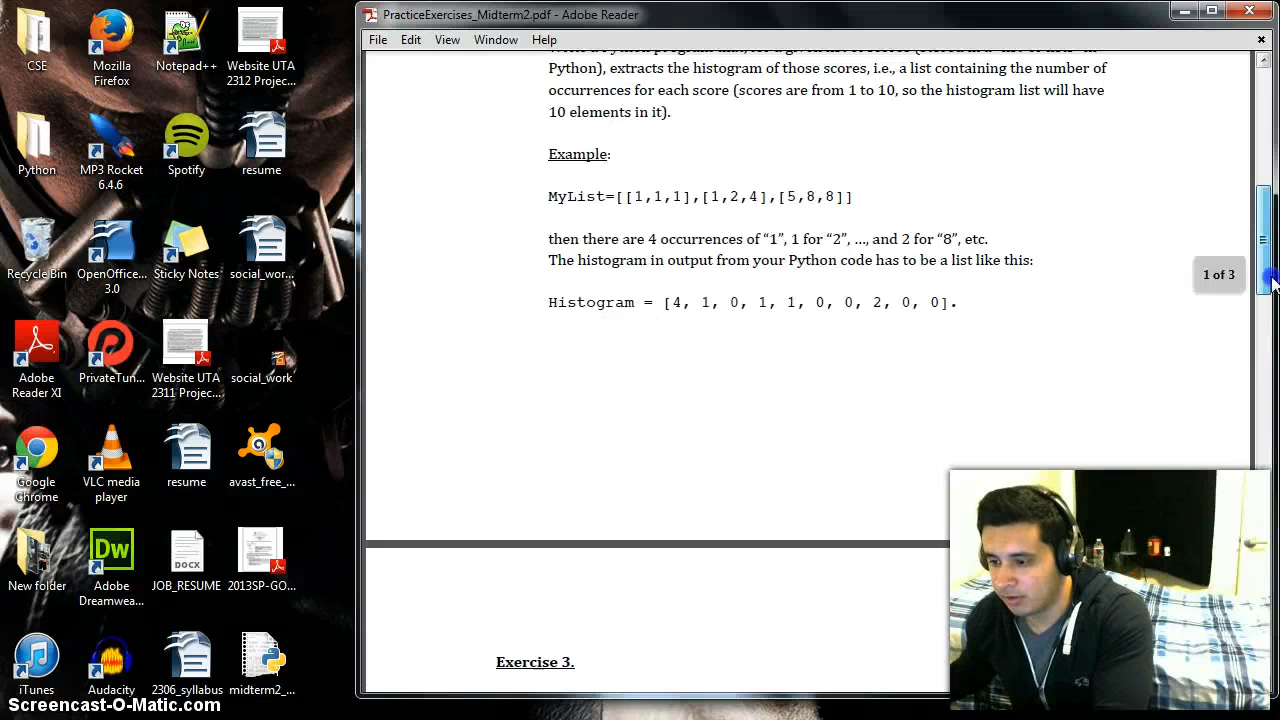 PracticeExercises_Midterm2.pdf - Adobe Reader
File Edit View Window Help
Python), extracts the histogram of those scores, i.e., a list containing the number of
occurrences for each score (scores are from 1 to 10, so the histogram list will have
10 elements in it).
Example:
MyList=[[1,1,1],[1,2,4],[5,8,8]]
then there are 4 occurrences of “1”, 1 for “2”, …, and 2 for “8”, etc.
The histogram in output from your Python code has to be a list like this:
Histogram = [4, 1, 0, 1, 1, 0, 0, 2, 0, 0].
1 of 3
Exercise 3.
CSE
Mozilla
Firefox
Notepad++
Website UTA
2312 Projec...
Python
MP3 Rocket
6.4.6
Spotify
resume
Recycle Bin
OpenOffice...
3.0
Sticky Notes
social_wor...
Adobe
Reader XI
PrivateTun...
Website UTA
2311 Projec...
social_work
Google
Chrome
VLC media
player
resume
avast_free_...
New folder
Adobe
Dreamwea...
DOCX
JOB_RESUME
2013SP-GO...
Dw
iTunes
Audacity
2306_syllabus
midterm2_...
Screencast-O-Matic.com